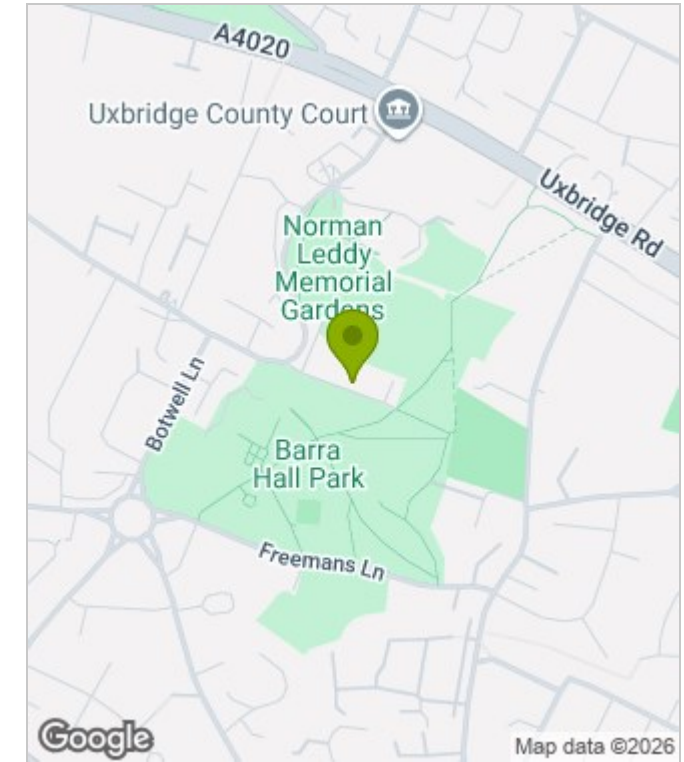 A4020
Uxbridge County Court
Uxbridge Rd
Norman
Leddy
Memorial
Gardens
Botwell Ln
Barra
Hall Park
Freemans Ln
Google
Map data ©2026